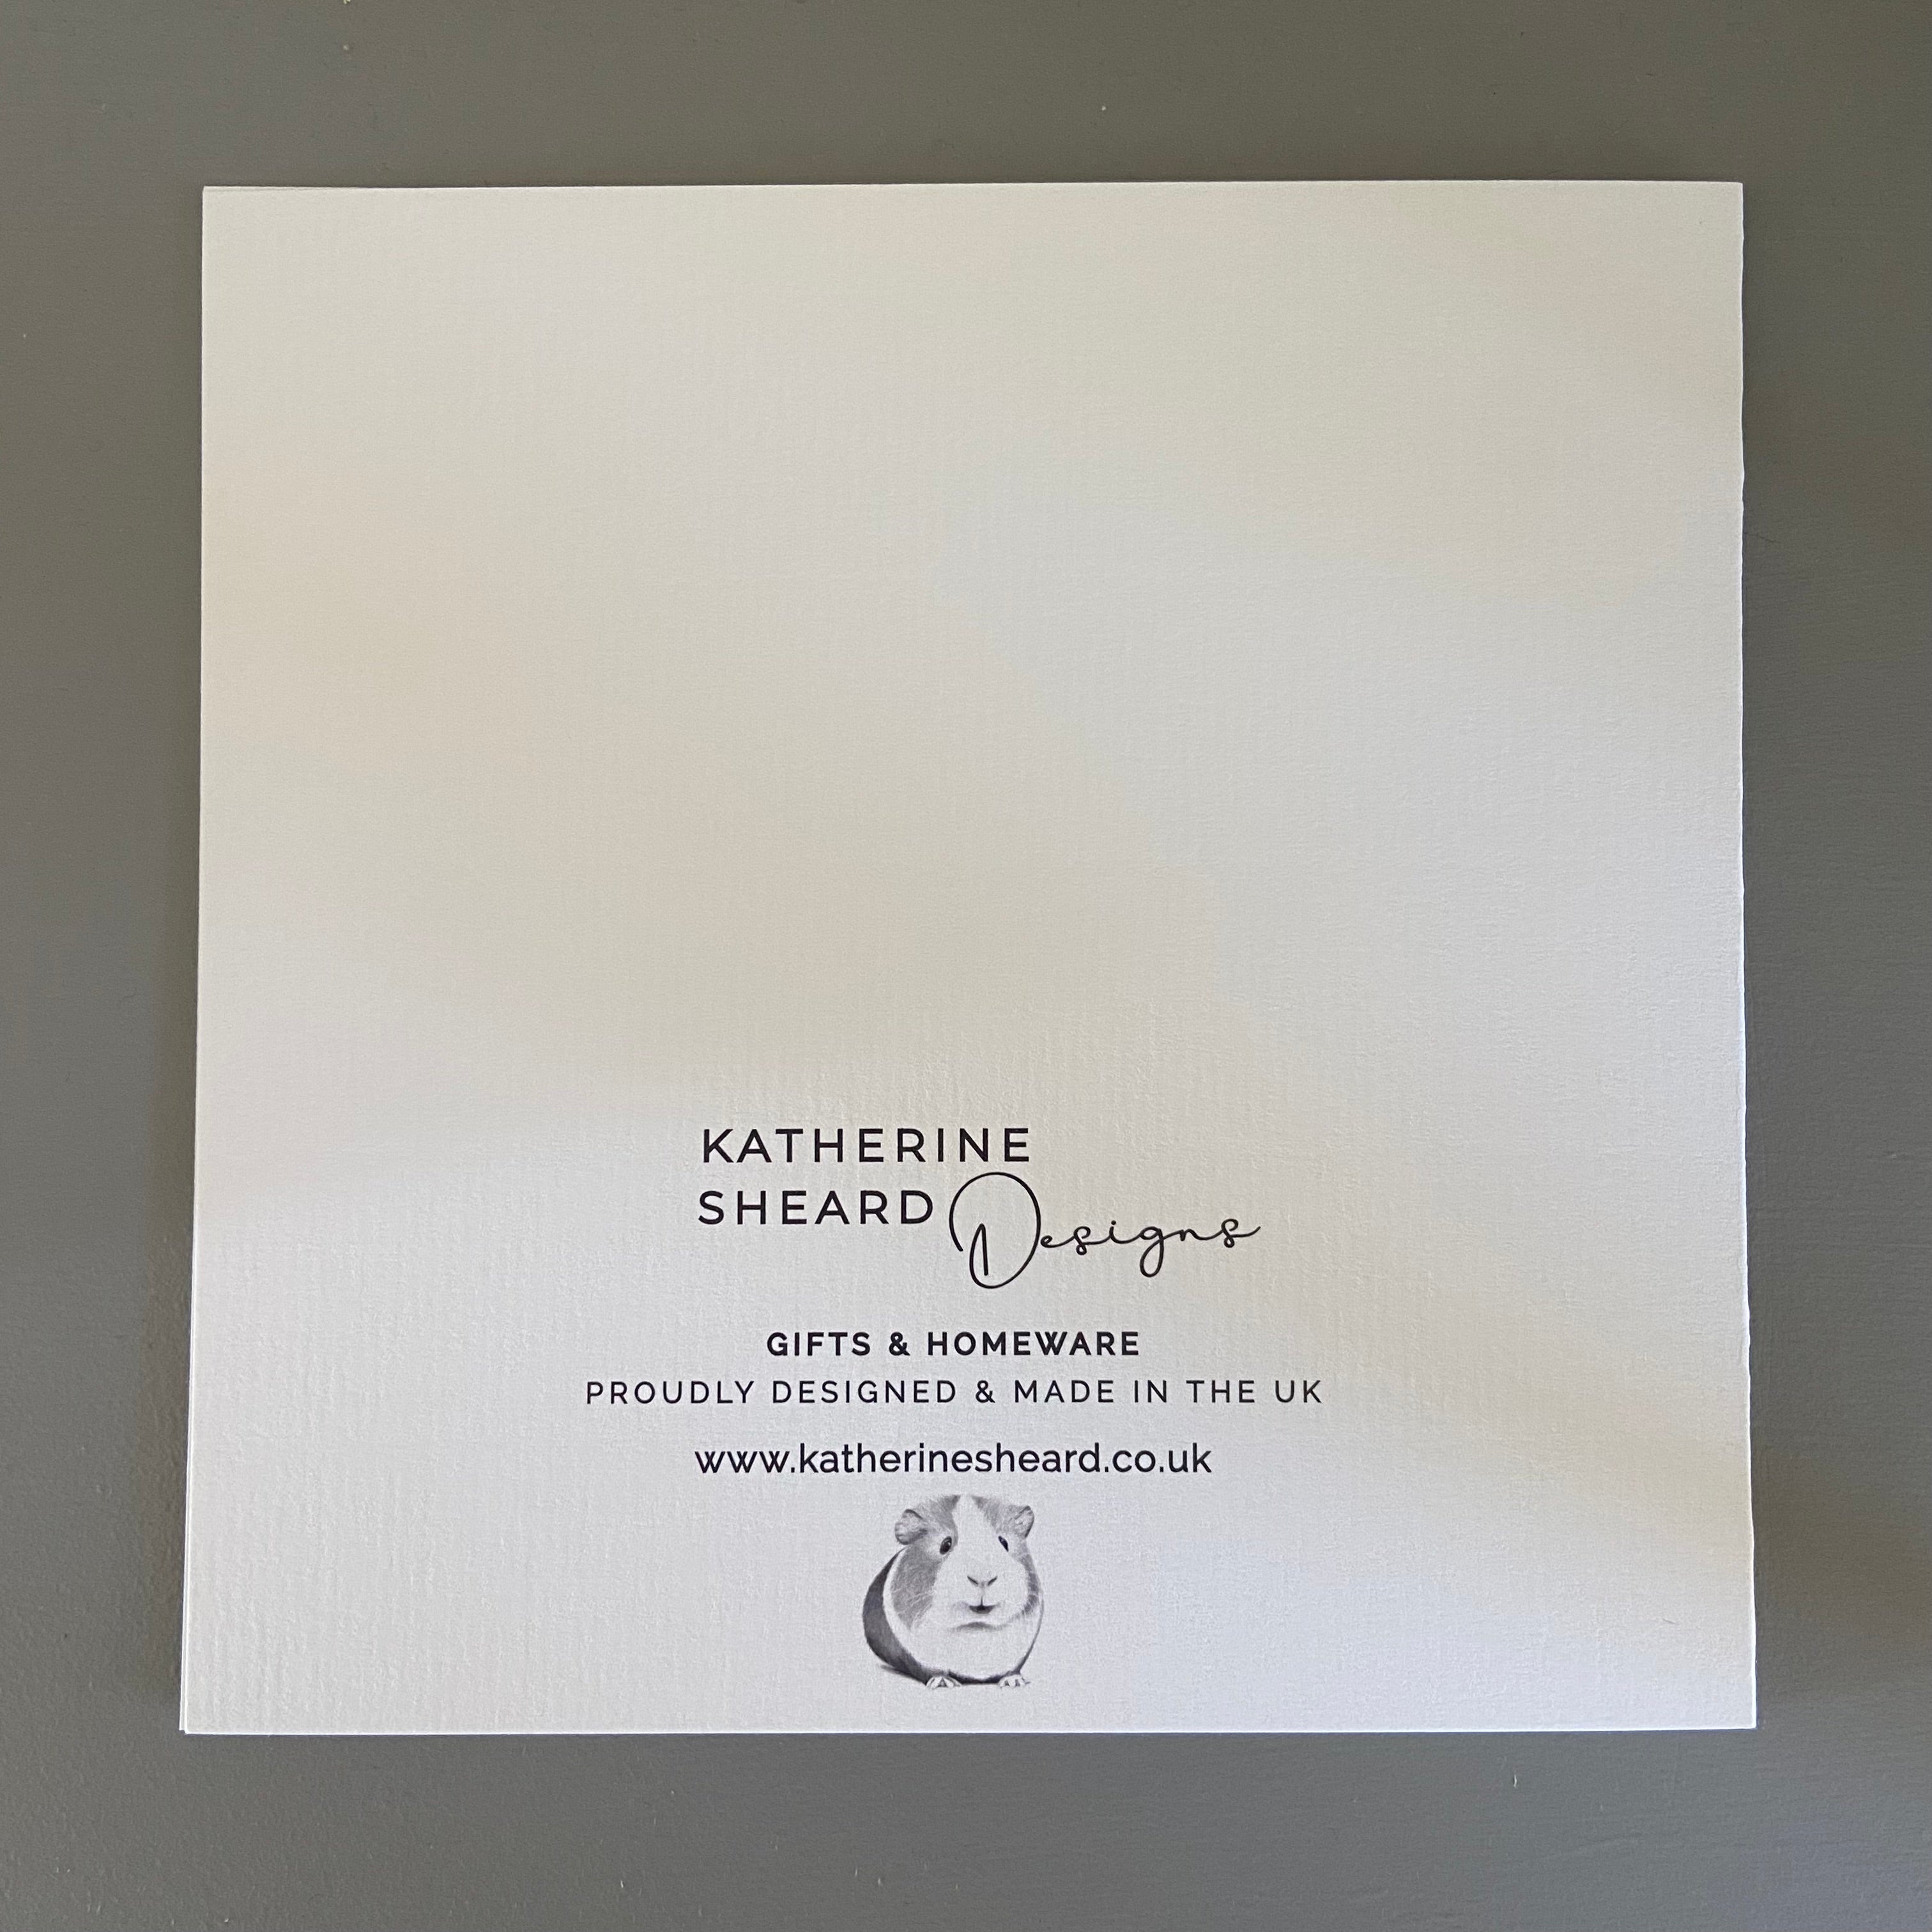 KATHERINE
SHEARD Designs
GIFTS & HOMEWARE
PROUDLY DESIGNED & MADE IN THE UK
www.katherinesheard.co.uk